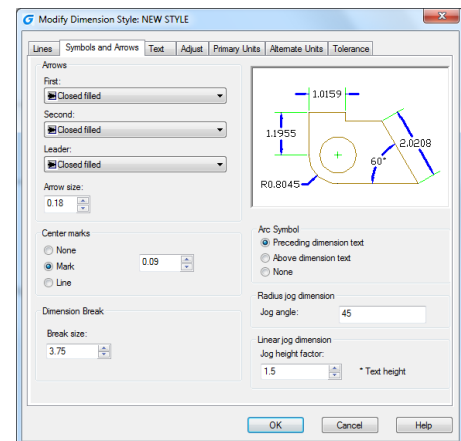 Modify Dimension Style: NEW STYLE
Lines Symbols and Arrows Text Adjust Primary Units Alternate Units Tolerance
Arrows
First:
Closed filled
Second:
Closed filled
Leader:
Closed filled
Arrow size:
0.18
1.0159
1.1955
2.0208
60°
R0.8045
Center marks
None
Mark
Line
0.09
Arc Symbol
Preceding dimension text
Above dimension text
None
Dimension Break
Break size:
3.75
Radius jog dimension
Jog angle: 45
Linear jog dimension
Jog height factor:
1.5 * Text height
OK Cancel Help